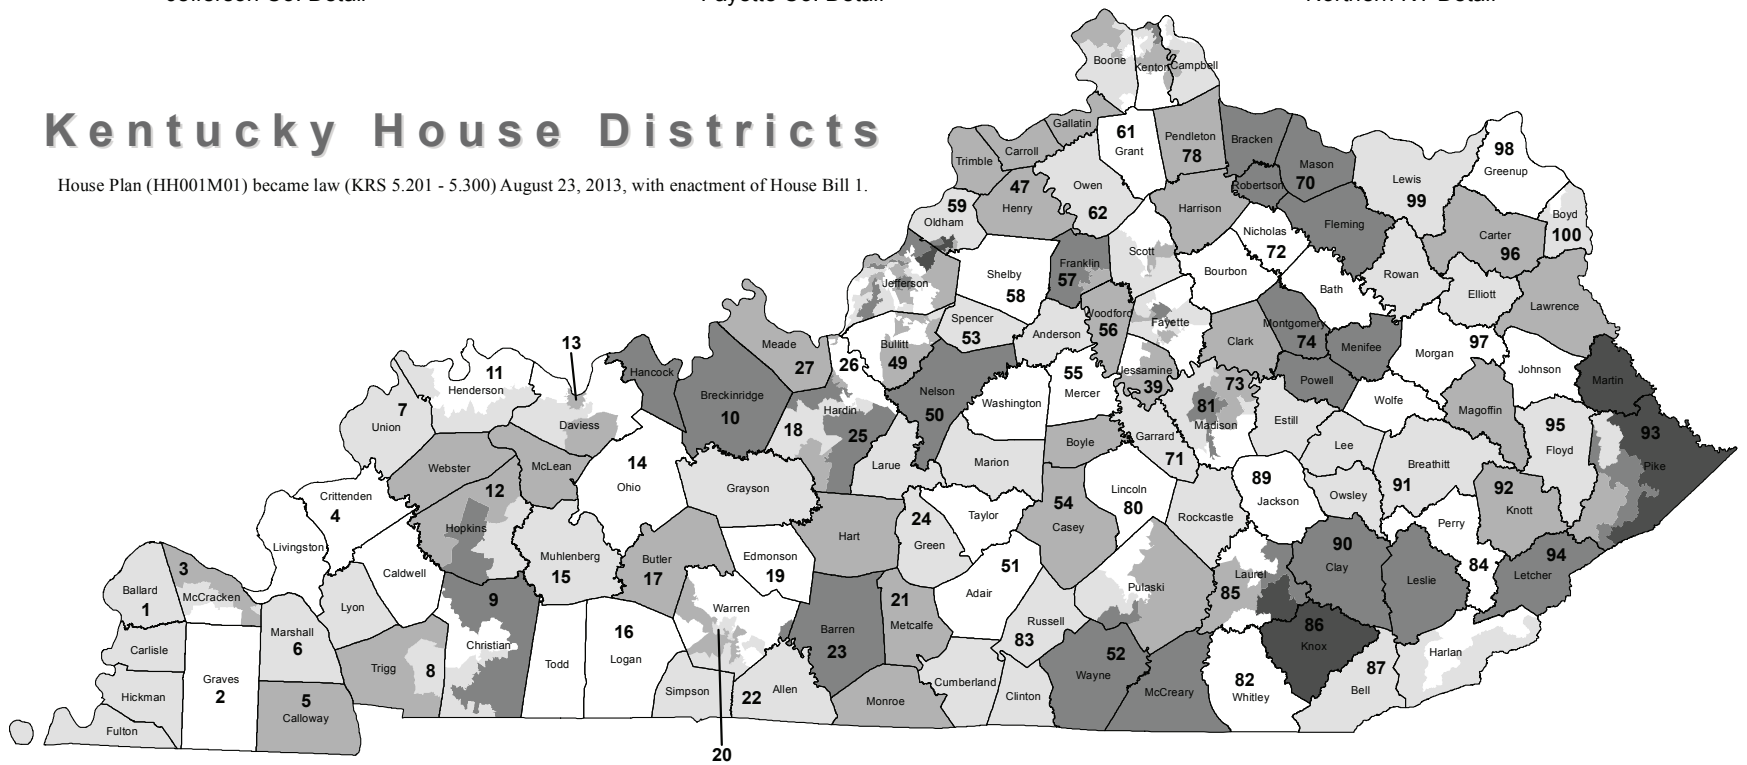 Jefferson Co. Detail
Fayette Co. Detail
Northern KY Detail
Kentucky House Districts
House Plan (HH001M01) became law (KRS 5.201 - 5.300) August 23, 2013, with enactment of House Bill 1.
Boone
Kenton
Campbell
Gallatin
61
Grant
Pendleton
78
Bracken
Mason
70
Robertson
Lewis
99
98
Greenup
Boyd
100
Trimble
Carroll
47
Henry
Owen
62
Harrison
Nicholas
72
Fleming
Carter
96
59
Oldham
Jefferson
Shelby
58
Franklin
57
Scott
Bourbon
Bath
Rowan
Elliott
Lawrence
Spencer
53
Anderson
Woodford
56
Fayette
Clark
Montgomery
74
Menifee
Morgan
97
Johnson
Martin
Meade
27
26
Bullitt
49
Nelson
50
Washington
55
Mercer
Jessamine
39
73
81
Madison
Powell
Wolfe
Magoffin
13
11
Henderson
7
Union
Daviess
Hancock
Breckinridge
10
Hardin
18
25
Larue
Marion
Boyle
Garrard
71
Estill
Lee
Breathitt
91
95
Floyd
93
Pike
Webster
McLean
14
Ohio
Grayson
12
Hopkins
Crittenden
4
Livingston
Caldwell
Muhlenberg
15
Butler
17
Edmonson
19
Hart
24
Green
Taylor
54
Casey
Lincoln
80
Rockcastle
89
Jackson
Owsley
Perry
84
92
Knott
94
Letcher
90
Clay
Leslie
Ballard
1
3
McCracken
Lyon
9
Christian
Warren
21
Metcalfe
51
Adair
Russell
83
Pulaski
Laurel
85
86
Knox
Harlan
Carlisle
Marshall
6
Graves
2
Hickman
Fulton
5
Calloway
Trigg
8
Todd
16
Logan
Simpson
22
Allen
20
Barren
23
Monroe
Cumberland
Clinton
Wayne
52
McCreary
82
Whitley
87
Bell